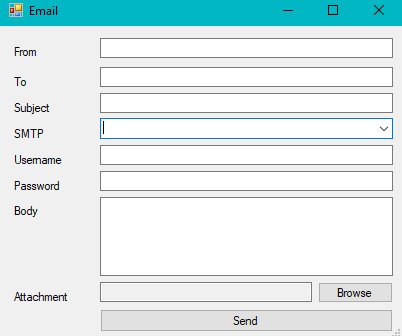 Email
From
To
Subject
SMTP
Username
Password
Body
Attachment
Browse
Send